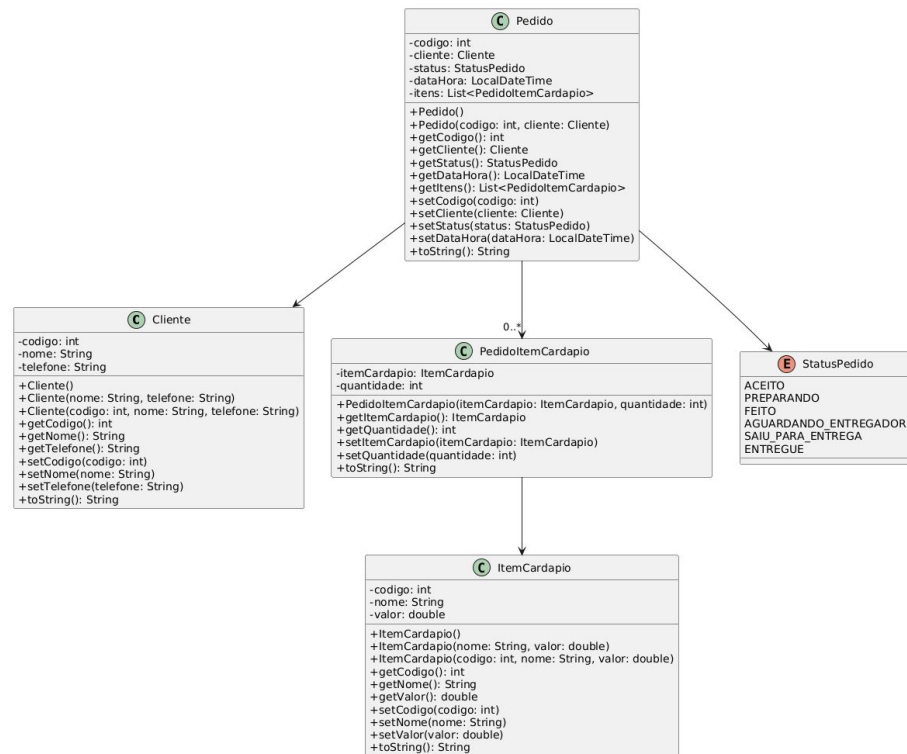 C Pedido
-codigo: int
-cliente: Cliente
-status: StatusPedido
-dataHora: LocalDateTime
-itens: List<PedidoItemCardapio>
+Pedido()
+Pedido(codigo: int, cliente: Cliente)
+getCodigo(): int
+getCliente(): Cliente
+getStatus(): StatusPedido
+getDataHora(): LocalDateTime
+getItens(): List<PedidoItemCardapio>
+setCodigo(codigo: int)
+setCliente(cliente: Cliente)
+setStatus(status: StatusPedido)
+setDataHora(dataHora: LocalDateTime)
+toString(): String
C Cliente
-codigo: int
-nome: String
-telefone: String
+Cliente()
+Cliente(nome: String, telefone: String)
+Cliente(codigo: int, nome: String, telefone: String)
+getCodigo(): int
+getNome(): String
+getTelefone(): String
+setCodigo(codigo: int)
+setNome(nome: String)
+setTelefone(telefone: String)
+toString(): String
0..*
C PedidoItemCardapio
-itemCardapio: ItemCardapio
-quantidade: int
+PedidoItemCardapio(itemCardapio: ItemCardapio, quantidade: int)
+getItemCardapio(): ItemCardapio
+getQuantidade(): int
+setItemCardapio(itemCardapio: ItemCardapio)
+setQuantidade(quantidade: int)
+toString(): String
E StatusPedido
ACEITO
PREPARANDO
FEITO
AGUARDANDO_ENTREGADOR
SAIU_PARA_ENTREGA
ENTREGUE
C ItemCardapio
-codigo: int
-nome: String
-valor: double
+ItemCardapio()
+ItemCardapio(nome: String, valor: double)
+ItemCardapio(codigo: int, nome: String, valor: double)
+getCodigo(): int
+getNome(): String
+getValor(): double
+setCodigo(codigo: int)
+setNome(nome: String)
+setValor(valor: double)
+toString(): String